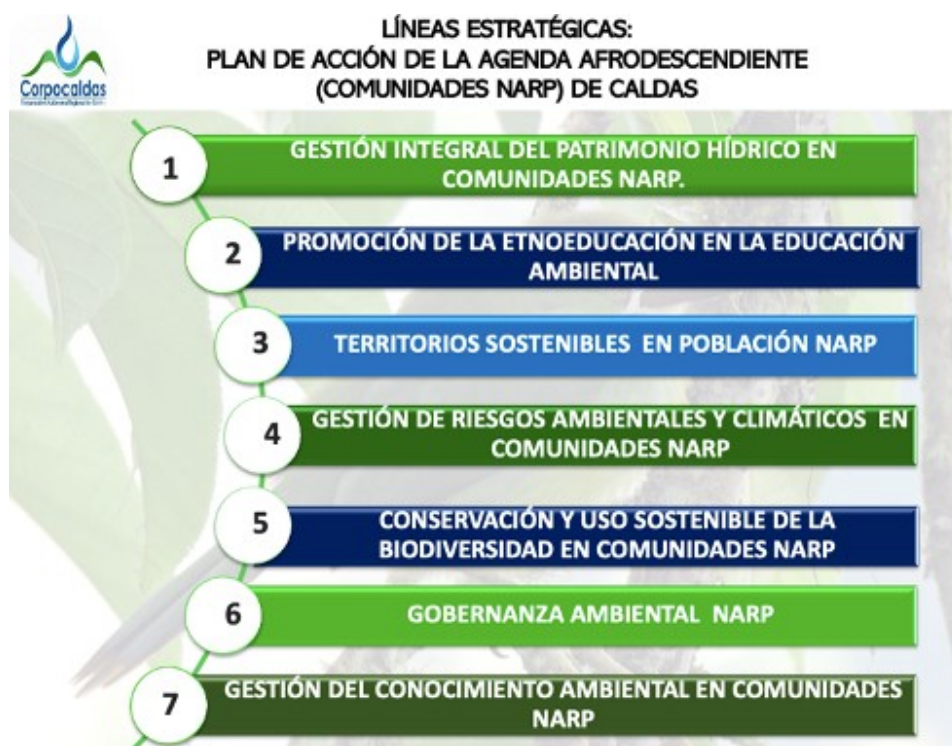 LÍNEAS ESTRATÉGICAS:
PLAN DE ACCIÓN DE LA AGENDA AFRODESCENDIENTE
(COMUNIDADES NARP) DE CALDAS
Corpocaldas
1
GESTIÓN INTEGRAL DEL PATRIMONIO HÍDRICO EN
COMUNIDADES NARP.
2
PROMOCIÓN DE LA ETNOEDUCACIÓN EN LA EDUCACIÓN
AMBIENTAL
3
TERRITORIOS SOSTENIBLES EN POBLACIÓN NARP
4
GESTIÓN DE RIESGOS AMBIENTALES Y CLIMÁTICOS EN
COMUNIDADES NARP
5
CONSERVACIÓN Y USO SOSTENIBLE DE LA
BIODIVERSIDAD EN COMUNIDADES NARP
6
GOBERNANZA AMBIENTAL NARP
7
GESTIÓN DEL CONOCIMIENTO AMBIENTAL EN COMUNIDADES
NARP